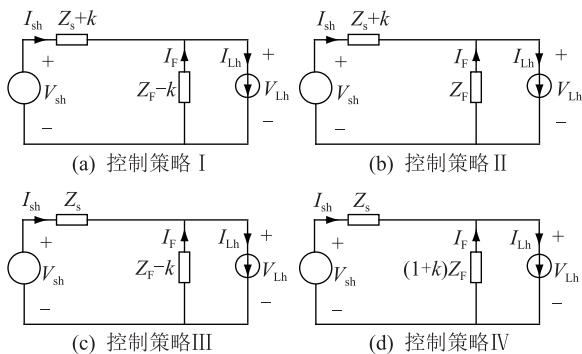 I_sh Z_s+k
I_F I_Lh
+ +
V_sh Z_F−k V_Lh
− −
(a) 控制策略 I
I_sh Z_s+k
I_F I_Lh
+ +
V_sh Z_F V_Lh
− −
(b) 控制策略 II
I_sh Z_s
I_F I_Lh
+ +
V_sh Z_F−k V_Lh
− −
(c) 控制策略III
I_sh Z_s
I_F I_Lh
+ +
V_sh (1+k)Z_F V_Lh
− −
(d) 控制策略IV